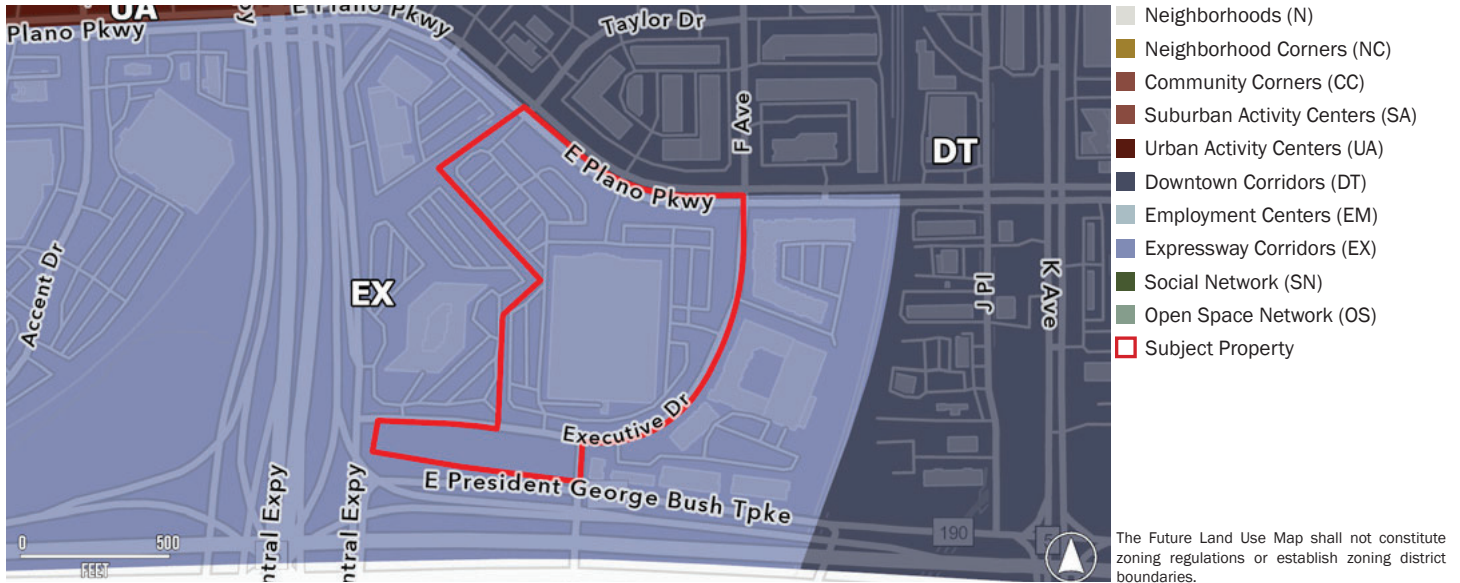 UA
E Plano Pkwy
Plano Pkwy
Taylor Dr
F Ave
E Plano Pkwy
DT
Accent Dr
EX
J Pl
K Ave
Executive Dr
E President George Bush Tpke
ntral Expy
ntral Expy
190
0 500
FEET
Neighborhoods (N)
Neighborhood Corners (NC)
Community Corners (CC)
Suburban Activity Centers (SA)
Urban Activity Centers (UA)
Downtown Corridors (DT)
Employment Centers (EM)
Expressway Corridors (EX)
Social Network (SN)
Open Space Network (OS)
Subject Property
The Future Land Use Map shall not constitute
zoning regulations or establish zoning district
boundaries.